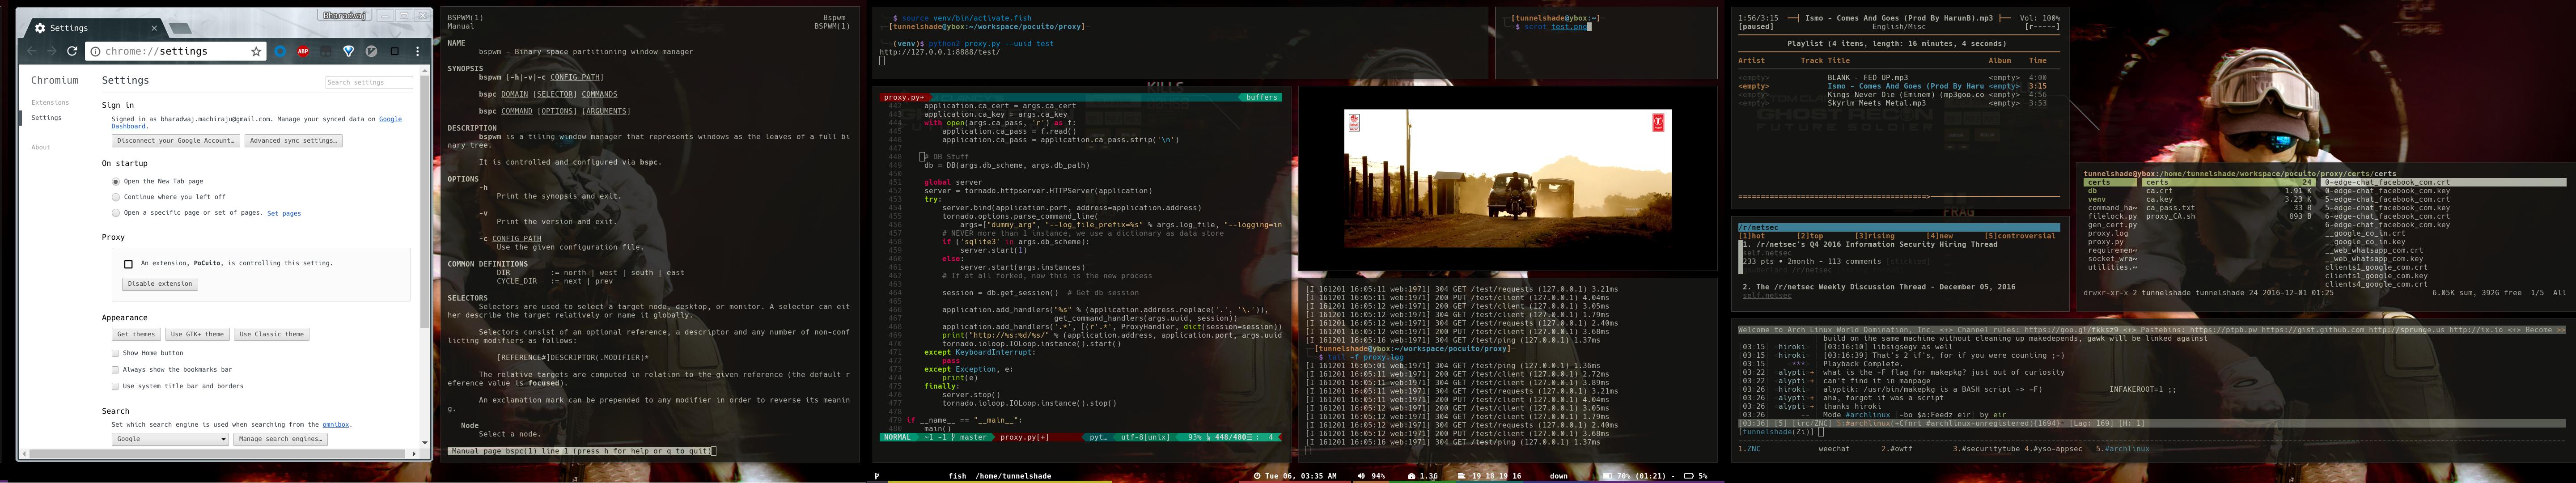 Bharadwaj
Settings
chrome://settings
ABP
Chromium
Settings
Search settings
Extensions
Settings
About
Sign in
Signed in as bharadwaj.machiraju@gmail.com. Manage your synced data on Google
Dashboard.
Disconnect your Google Account…
Advanced sync settings…
On startup
Open the New Tab page
Continue where you left off
Open a specific page or set of pages. Set pages
Proxy
An extension, PoCuito, is controlling this setting.
Disable extension
Appearance
Get themes
Use GTK+ theme
Use Classic theme
Show Home button
Always show the bookmarks bar
Use system title bar and borders
Search
Set which search engine is used when searching from the omnibox.
Google
Manage search engines…
BSPWM(1) Bspwm
Manual BSPWM(1)
NAME
bspwm - Binary space partitioning window manager
SYNOPSIS
bspwm [-h|-v|-c CONFIG_PATH]
bspc DOMAIN [SELECTOR] COMMANDS
bspc COMMAND [OPTIONS] [ARGUMENTS]
DESCRIPTION
bspwm is a tiling window manager that represents windows as the leaves of a full bi
nary tree.
It is controlled and configured via bspc.
OPTIONS
-h
Print the synopsis and exit.
-v
Print the version and exit.
-c CONFIG_PATH
Use the given configuration file.
COMMON DEFINITIONS
DIR := north | west | south | east
CYCLE_DIR := next | prev
SELECTORS
Selectors are used to select a target node, desktop, or monitor. A selector can eit
her describe the target relatively or name it globally.
Selectors consist of an optional reference, a descriptor and any number of non-conf
licting modifiers as follows:
[REFERENCE#]DESCRIPTOR(.MODIFIER)*
The relative targets are computed in relation to the given reference (the default r
eference value is focused).
An exclamation mark can be prepended to any modifier in order to reverse its meanin
g.
Node
Select a node.
Manual page bspc(1) line 1 (press h for help or q to quit)
$ source venv/bin/activate.fish
[tunnelshade@ybox:~/workspace/pocuito/proxy]
(venv)$ python2 proxy.py --uuid test
http://127.0.0.1:8888/test/
[tunnelshade@ybox:~]
$ scrot test.png
proxy.py+ buffers
442 application.ca_cert = args.ca_cert
443 application.ca_key = args.ca_key
444 with open(args.ca_pass, 'r') as f:
445 application.ca_pass = f.read()
446 application.ca_pass = application.ca_pass.strip('\n')
447
448 # DB Stuff
449 db = DB(args.db_scheme, args.db_path)
450
451 global server
452 server = tornado.httpserver.HTTPServer(application)
453 try:
454 server.bind(application.port, address=application.address)
455 tornado.options.parse_command_line(
456 args=["dummy_arg", "--log_file_prefix=%s" % args.log_file, "--logging=in
457 # NEVER more than 1 instance, we use a dictionary as data store
458 if ('sqlite3' in args.db_scheme):
459 server.start(1)
460 else:
461 server.start(args.instances)
462 # If at all forked, now this is the new process
463
464 session = db.get_session() # Get db session
465
466 application.add_handlers("%s" % (application.address.replace('.', '\.')),
467 get_command_handlers(args.uuid, session))
468 application.add_handlers('.*', [(r'.*', ProxyHandler, dict(session=session))
469 print("http://%s:%d/%s/" % (application.address, application.port, args.uuid
470 tornado.ioloop.IOLoop.instance().start()
471 except KeyboardInterrupt:
472 pass
473 except Exception, e:
474 print(e)
475 finally:
476 server.stop()
477 tornado.ioloop.IOLoop.instance().stop()
478
479 if __name__ == "__main__":
480 main()
NORMAL ~1 -1 master proxy.py[+] pyt… utf-8[unix] 93% 448/480 : 4
KILLS
[I 161201 16:05:11 web:1971] 304 GET /test/requests (127.0.0.1) 3.21ms
[I 161201 16:05:11 web:1971] 200 PUT /test/client (127.0.0.1) 4.04ms
[I 161201 16:05:12 web:1971] 200 GET /test/client (127.0.0.1) 3.05ms
[I 161201 16:05:12 web:1971] 304 GET /test/client (127.0.0.1) 1.79ms
[I 161201 16:05:12 web:1971] 304 GET /test/requests (127.0.0.1) 2.40ms
[I 161201 16:05:12 web:1971] 200 PUT /test/client (127.0.0.1) 3.68ms
[I 161201 16:05:16 web:1971] 304 GET /test/ping (127.0.0.1) 1.37ms
[tunnelshade@ybox:~/workspace/pocuito/proxy]
$ tail -f proxy.log
[I 161201 16:05:01 web:1971] 304 GET /test/ping (127.0.0.1) 1.36ms
[I 161201 16:05:11 web:1971] 200 GET /test/client (127.0.0.1) 2.72ms
[I 161201 16:05:11 web:1971] 304 GET /test/client (127.0.0.1) 3.89ms
[I 161201 16:05:11 web:1971] 304 GET /test/requests (127.0.0.1) 3.21ms
[I 161201 16:05:11 web:1971] 200 PUT /test/client (127.0.0.1) 4.04ms
[I 161201 16:05:12 web:1971] 200 GET /test/client (127.0.0.1) 3.05ms
[I 161201 16:05:12 web:1971] 304 GET /test/client (127.0.0.1) 1.79ms
[I 161201 16:05:12 web:1971] 304 GET /test/requests (127.0.0.1) 2.40ms
[I 161201 16:05:12 web:1971] 200 PUT /test/client (127.0.0.1) 3.68ms
[I 161201 16:05:16 web:1971] 304 GET /test/ping (127.0.0.1) 1.37ms
fish /home/tunnelshade
Tue 06, 03:35 AM 94% 1.3G 19 18 19 16 down 70% (01:21) - 5%
1:56/3:15 Ismo - Comes And Goes (Prod By HarunB).mp3 Vol: 100%
[paused] English/Misc [r-----]
Playlist (4 items, length: 16 minutes, 4 seconds)
Artist Track Title Album Time
<empty> BLANK - FED UP.mp3 <empty> 4:00
<empty> Ismo - Comes And Goes (Prod By Haru <empty> 3:15
<empty> Kings Never Die (Eminem) (mp3goo.co <empty> 4:56
<empty> Skyrim Meets Metal.mp3 <empty> 3:53
GHOST RECON
FUTURE SOLDIER
FRAG
/r/netsec
[1]hot [2]top [3]rising [4]new [5]controversial
1. /r/netsec's Q4 2016 Information Security Hiring Thread
self.netsec
233 pts • 2month - 113 comments
/r/netsec
2. The /r/netsec Weekly Discussion Thread - December 05, 2016
self.netsec
tunnelshade@ybox:/home/tunnelshade/workspace/pocuito/proxy/certs/certs
certs certs 24 0-edge-chat_facebook_com.crt
db ca.crt 1.91 K 0-edge-chat_facebook_com.key
venv ca.key 3.23 K 5-edge-chat_facebook_com.crt
command_ha~ ca_pass.txt 33 B 5-edge-chat_facebook_com.key
filelock.py proxy_CA.sh 893 B 6-edge-chat_facebook_com.crt
gen_cert.py 6-edge-chat_facebook_com.key
proxy.log __google_co_in.crt
proxy.py __google_co_in.key
requiremen~ __web_whatsapp_com.crt
socket_wra~ __web_whatsapp_com.key
utilities.~ clients1_google_com.crt
clients1_google_com.key
clients4_google_com.crt
drwxr-xr-x 2 tunnelshade tunnelshade 24 2016-12-01 01:25 6.05K sum, 392G free 1/5 All
Welcome to Arch Linux World Domination, Inc. <+> Channel rules: https://goo.gl/fkksz9 <+> Pastebins: https://ptpb.pw https://gist.github.com http://sprunge.us http://ix.io <+> Become >>
build on the same machine without cleaning up makedepends, gawk will be linked against
03:15 hiroki [03:16:10] libsigsegv as well
03:15 hiroki [03:16:39] That's 2 if's, for if you were counting ;-)
03:15 *** Playback Complete.
03:22 alypti+ what is the -F flag for makepkg? just out of curiosity
03:22 alypti+ can't find it in manpage
03:26 hiroki alyptik: /usr/bin/makepkg is a BASH script -> -F) INFAKEROOT=1 ;;
03:26 alypti+ aha, forgot it was a script
03:26 alypti+ thanks hiroki
03:26 -- Mode #archlinux [-bo $a:Feedz eir] by eir
[03:36] [5] [irc/ZNC] 5:#archlinux(+Cfnrt #archlinux-unregistered){1694} [Lag: 169] [H: 1]
[tunnelshade(Zi)]
1.ZNC weechat 2.#owtf 3.#securitytube 4.#yso-appsec 5.#archlinux